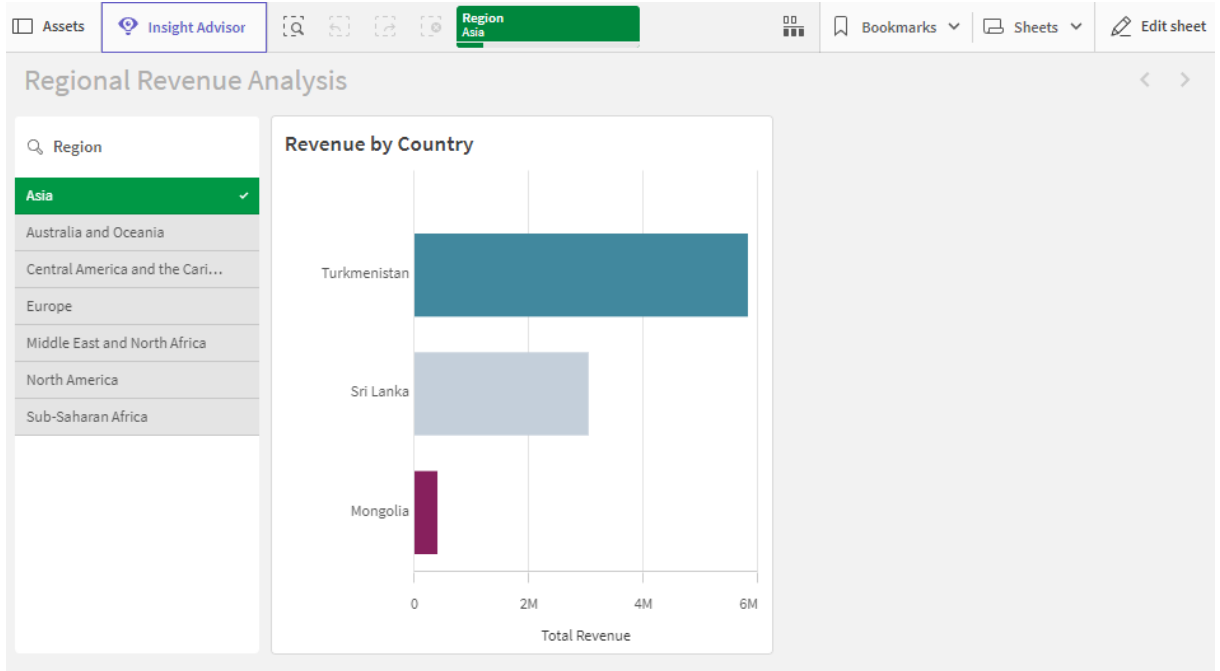 Assets
Insight Advisor
Region
Asia
Bookmarks
Sheets
Edit sheet
Regional Revenue Analysis
Region
Asia
Australia and Oceania
Central America and the Cari...
Europe
Middle East and North Africa
North America
Sub-Saharan Africa
Revenue by Country
Turkmenistan
Sri Lanka
Mongolia
0 2M 4M 6M
Total Revenue